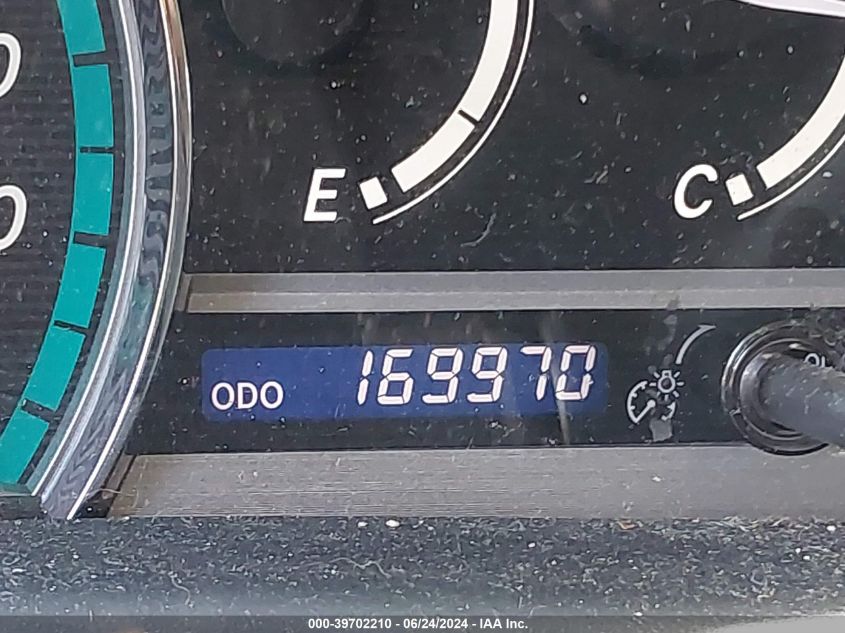 E
C
ODO 169970
000-39702210 - 06/24/2024 - IAA Inc.